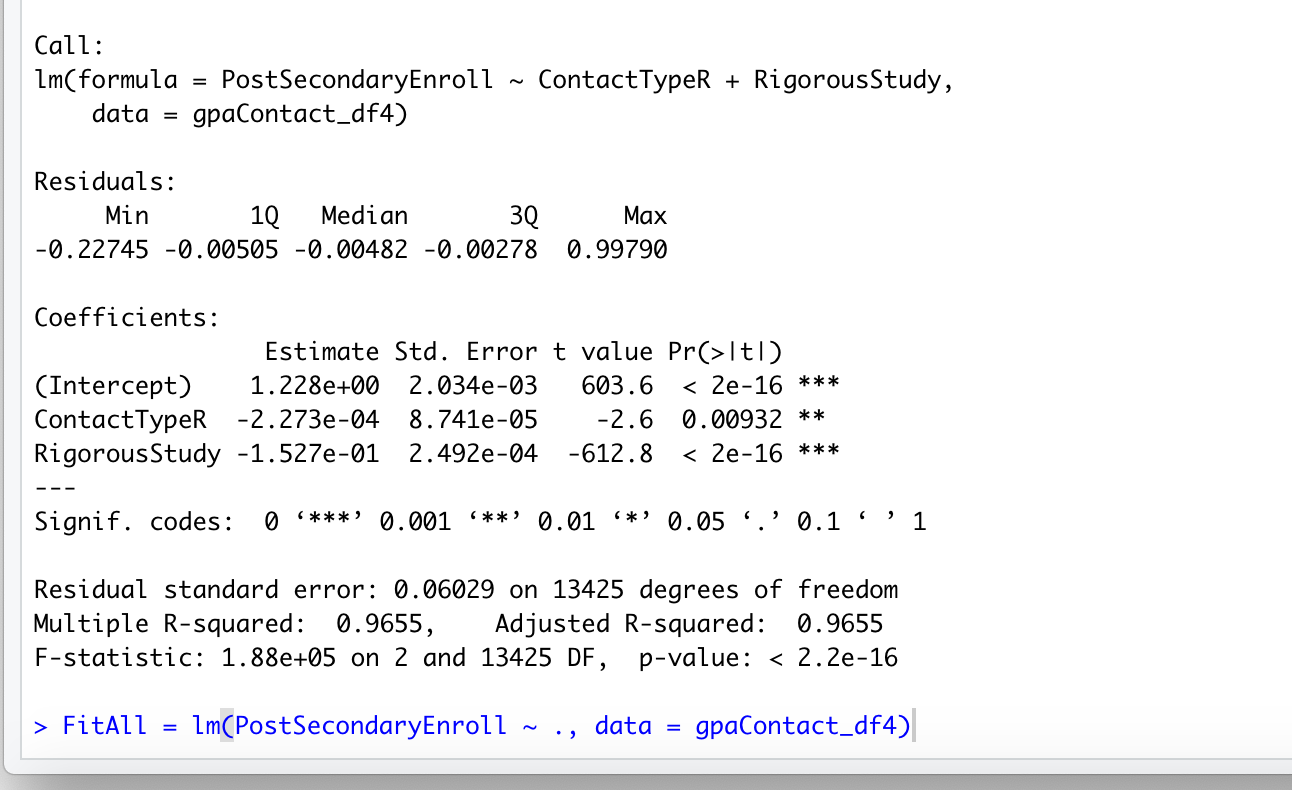 Call:
lm(formula = PostSecondaryEnroll ~ ContactTypeR + RigorousStudy,
    data = gpaContact_df4)
Residuals:
     Min       1Q   Median       3Q      Max
-0.22745 -0.00505 -0.00482 -0.00278  0.99790
Coefficients:
                Estimate Std. Error t value Pr(>|t|)
(Intercept)    1.228e+00  2.034e-03   603.6  < 2e-16 ***
ContactTypeR  -2.273e-04  8.741e-05    -2.6  0.00932 **
RigorousStudy -1.527e-01  2.492e-04  -612.8  < 2e-16 ***
---
Signif. codes:  0 ‘***’ 0.001 ‘**’ 0.01 ‘*’ 0.05 ‘.’ 0.1 ‘ ’ 1
Residual standard error: 0.06029 on 13425 degrees of freedom
Multiple R-squared:  0.9655,    Adjusted R-squared:  0.9655
F-statistic: 1.88e+05 on 2 and 13425 DF,  p-value: < 2.2e-16
> FitAll = lm(PostSecondaryEnroll ~ ., data = gpaContact_df4)